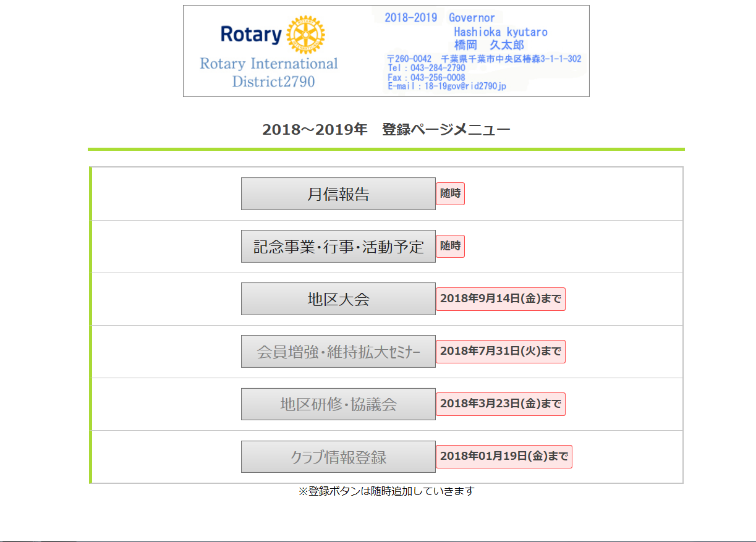 Rotary
Rotary International
District2790
2018-2019 Governor
Hashioka kyutaro
橋岡 久太郎
〒260-0042 千葉県千葉市中央区椿森3-1-1-302
Tel：043-284-2790
Fax：043-256-0008
E-mail：18-19gov@rid2790jp
2018～2019年 登録ページメニュー
月信報告 随時
記念事業･行事･活動予定 随時
地区大会 2018年9月14日(金)まで
会員増強･維持拡大ｾﾐﾅｰ 2018年7月31日(火)まで
地区研修･協議会 2018年3月23日(金)まで
ｸﾗﾌﾞ情報登録 2018年01月19日(金)まで
※登録ボタンは随時追加していきます